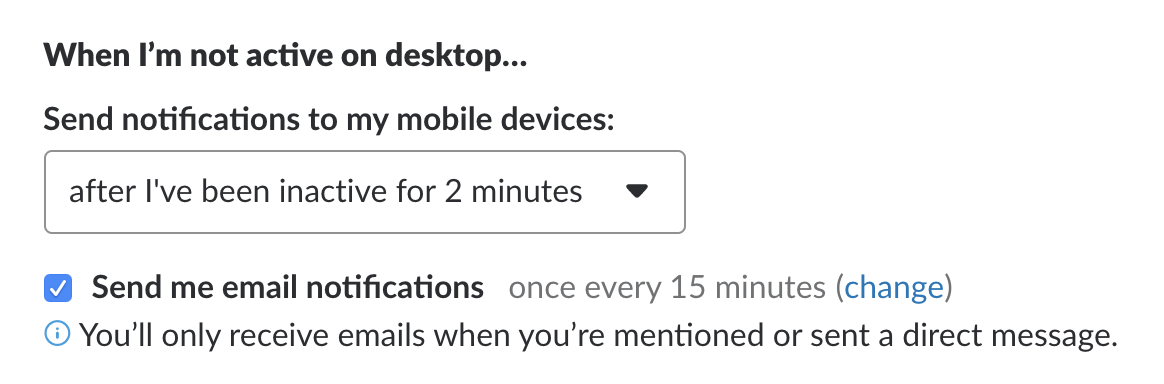 When I’m not active on desktop...
Send notifications to my mobile devices:
after I've been inactive for 2 minutes
Send me email notifications once every 15 minutes (change)
You’ll only receive emails when you’re mentioned or sent a direct message.